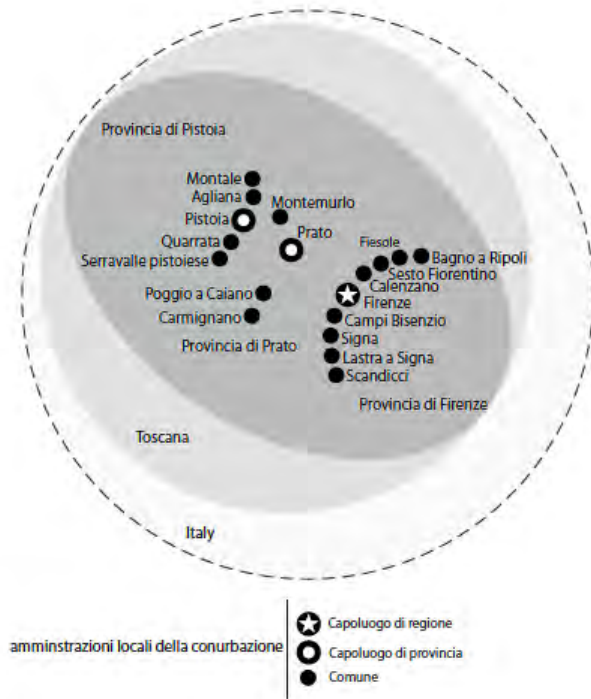 Provincia di Pistoia
Montale
Agliana
Montemurlo
Pistoia
Prato
Quarrata
Fiesole
Bagno a Ripoli
Serravalle pistoiese
Sesto Fiorentino
Calenzano
Poggio a Caiano
Firenze
Carmignano
Campi Bisenzio
Signa
Provincia di Prato
Lastra a Signa
Scandicci
Provincia di Firenze
Toscana
Italy
amminstrazioni locali della conurbazione
Capoluogo di regione
Capoluogo di provincia
Comune